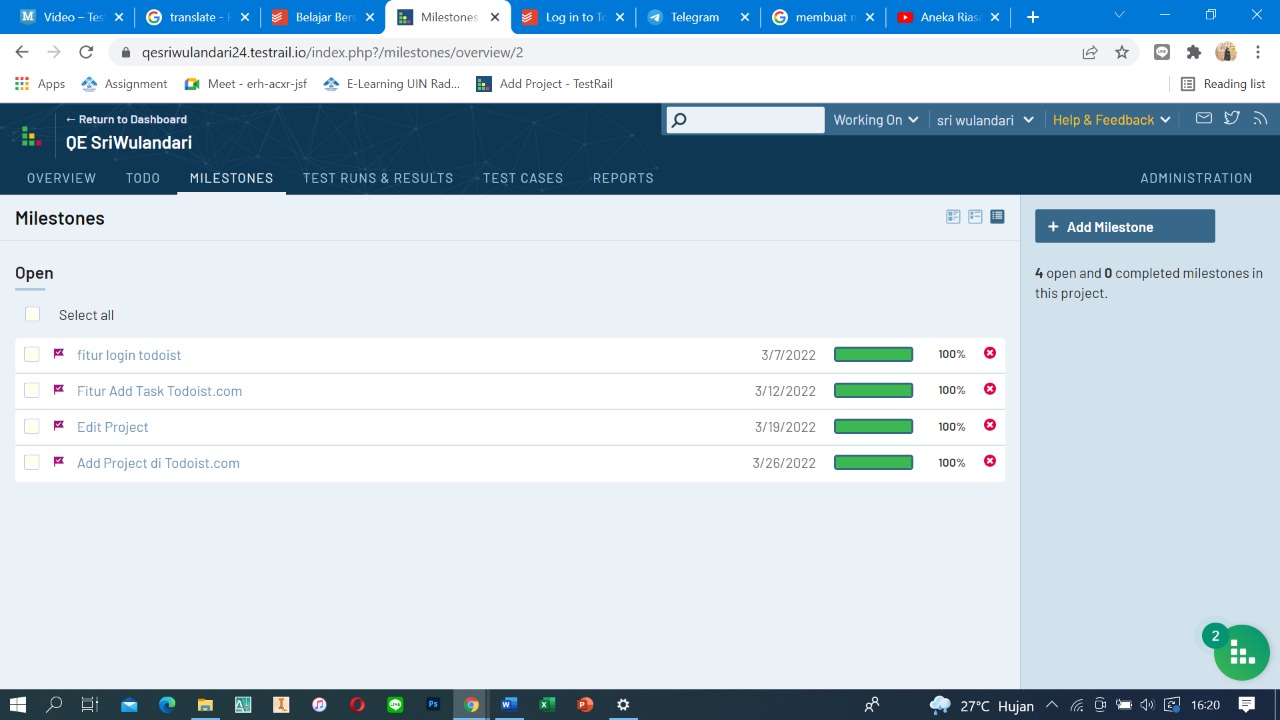 Video – Tes
translate -
Belajar Bers
Milestones
Log in to To
Telegram
membuat
Aneka Rias
qesriwulandari24.testrail.io/index.php?/milestones/overview/2
Apps
Assignment
Meet - erh-acxr-jsf
E-Learning UIN Rad...
Add Project - TestRail
Reading list
← Return to Dashboard
QE SriWulandari
Working On
sri wulandari
Help & Feedback
OVERVIEW
TODO
MILESTONES
TEST RUNS & RESULTS
TEST CASES
REPORTS
ADMINISTRATION
Milestones
+ Add Milestone
4 open and 0 completed milestones in
this project.
Open
Select all
fitur login todoist 3/7/2022 100%
Fitur Add Task Todoist.com 3/12/2022 100%
Edit Project 3/19/2022 100%
Add Project di Todoist.com 3/26/2022 100%
2
27°C Hujan
16:20